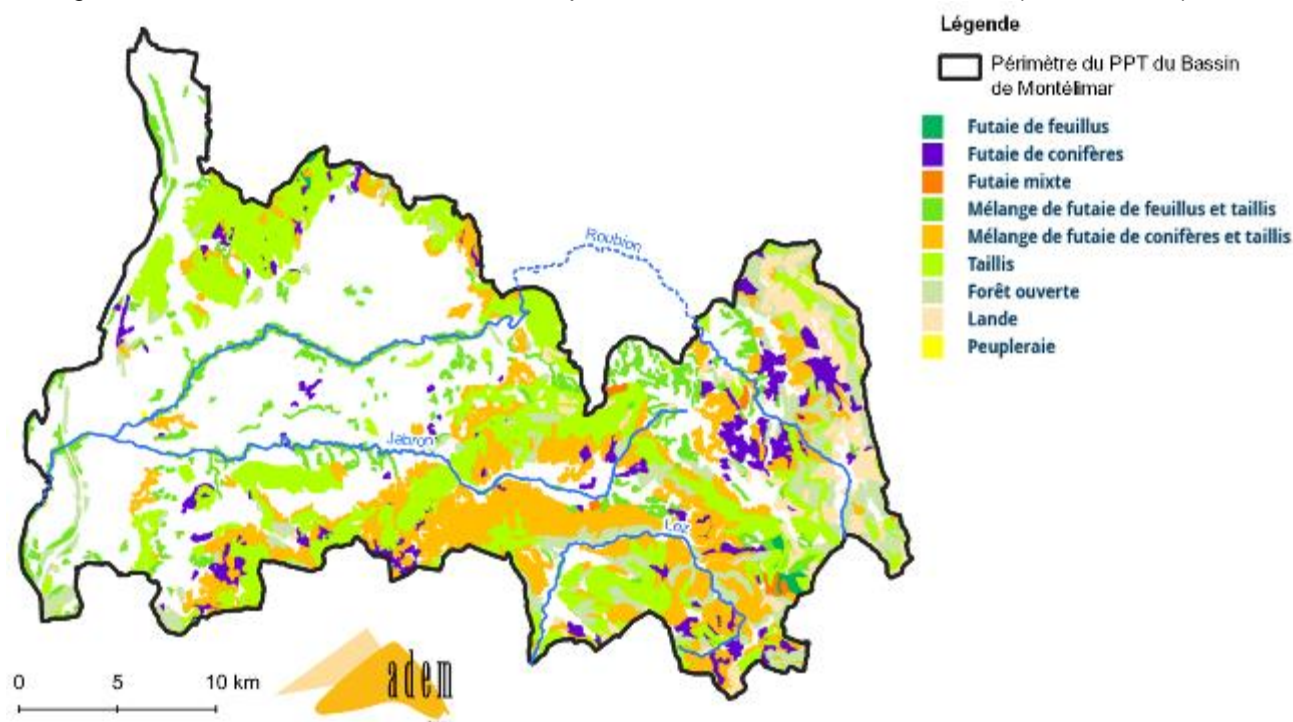 Légende
Périmètre du PPT du Bassin
de Montélimar
Futaie de feuillus
Futaie de conifères
Futaie mixte
Mélange de futaie de feuillus et taillis
Mélange de futaie de conifères et taillis
Taillis
Forêt ouverte
Lande
Peupleraie
Roubion
Jabron
Loz
0 5 10 km
adem